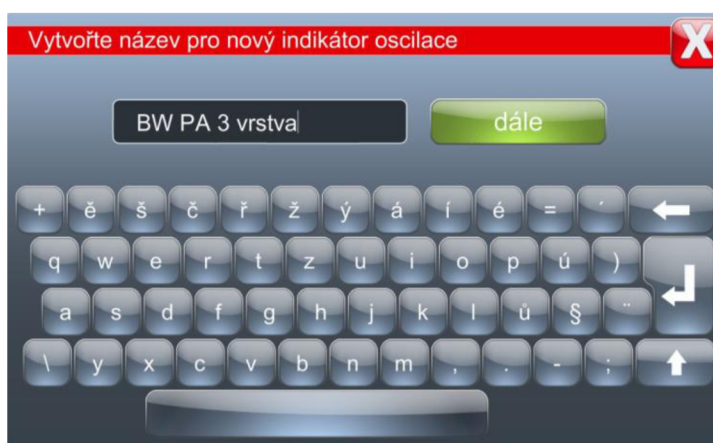 Vytvořte název pro nový indikátor oscilace X
BW PA 3 vrstva dále
+ ě š č ř ž ý á í é = ´
q w e r t z u i o p ú )
a s d f g h j k l ů § ¨
\ y x c v b n m , . - ;